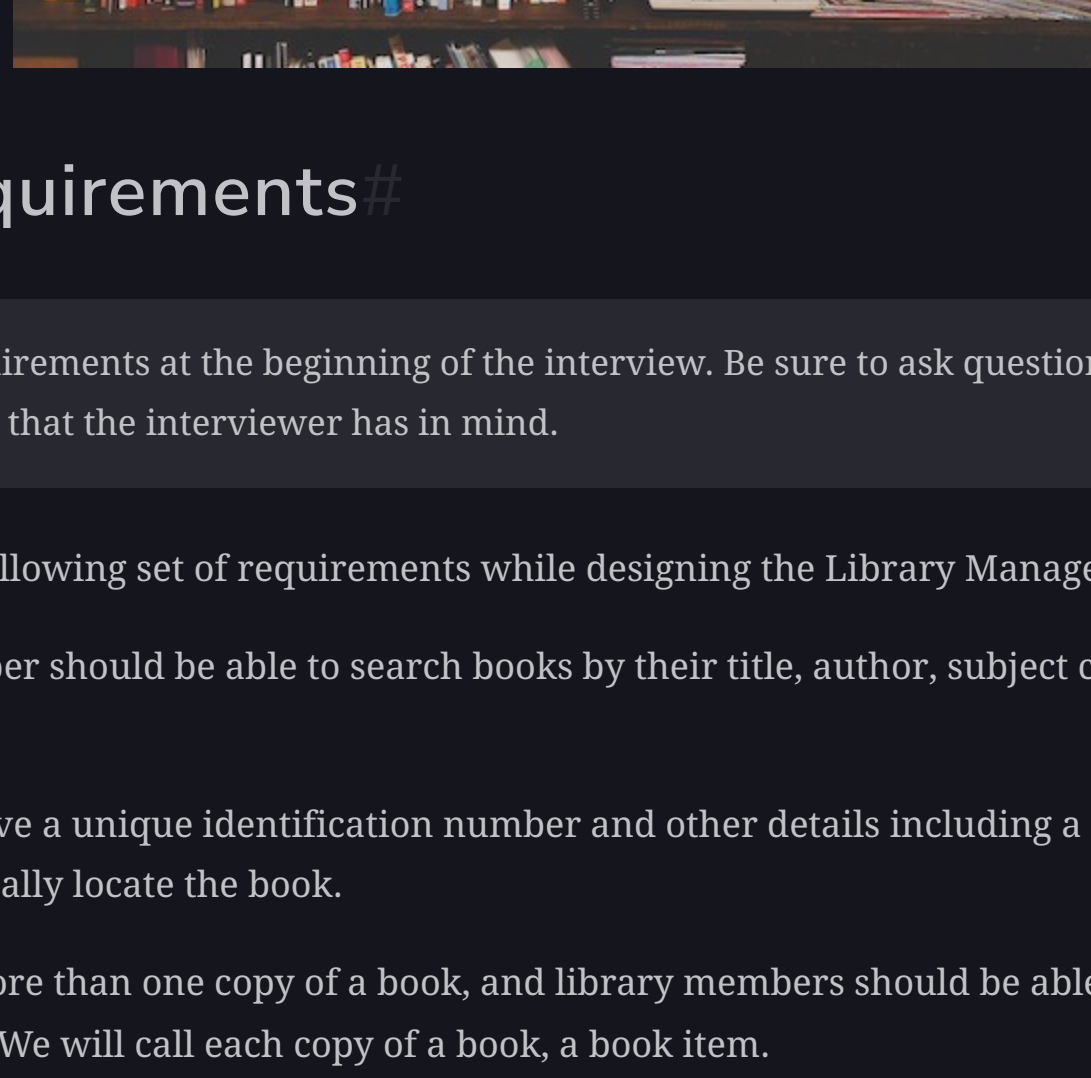 quirements#
irements at the beginning of the interview. Be sure to ask question
that the interviewer has in mind.
llowing set of requirements while designing the Library Manage
er should be able to search books by their title, author, subject
ve a unique identification number and other details including a
ally locate the book.
ore than one copy of a book, and library members should be able
We will call each copy of a book, a book item.